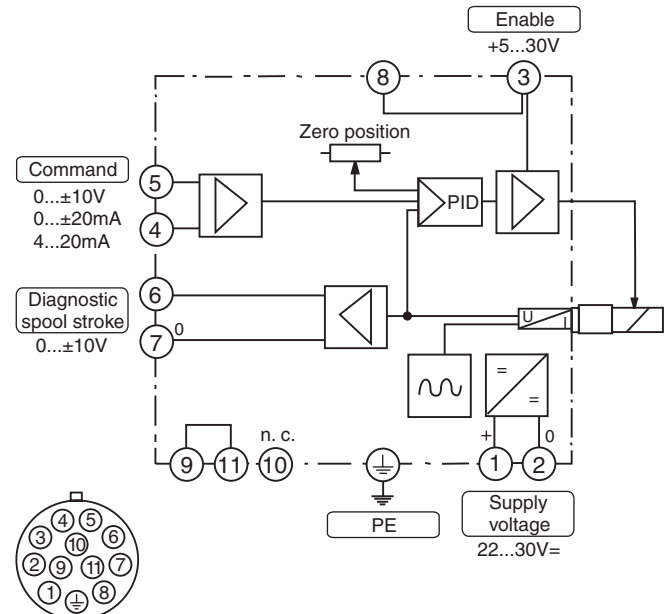 Enable
+5...30V
8
3
Zero position
Command
0...±10V
0...±20mA
4...20mA
5
4
PID
Diagnostic
spool stroke
0...±10V
6
7
0
U
I
=
=
n. c.
+
0
9
11
10
1
2
PE
Supply
voltage
22...30V=
4
5
3
6
10
2
9
11
7
1
8